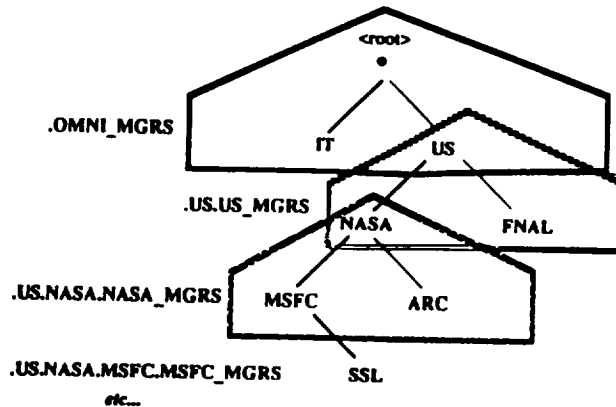 <root>
.OMNI_MGRS
IT
US
.US.US_MGRS
NASA
FNAL
.US.NASA.NASA_MGRS
MSFC
ARC
.US.NASA.MSFC.MSFC_MGRS
SSL
etc...